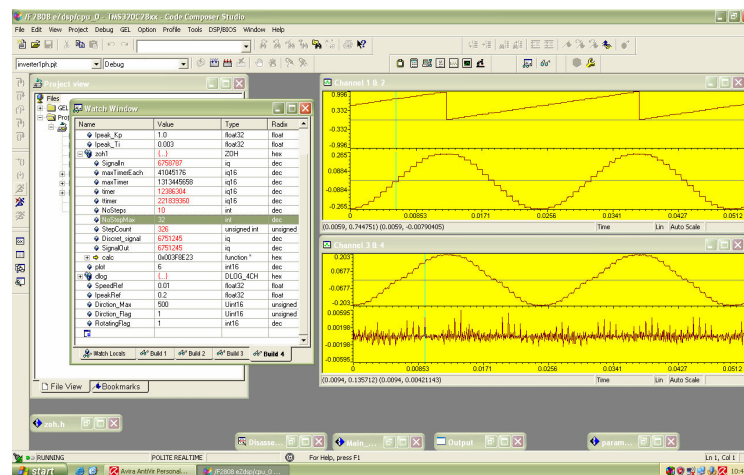 /F2808 e/dsp/cpu_0 - TMS320C28xx - Code Composer Studio
File Edit View Project Debug GEL Option Profile Tools DSP/BIOS Window Help
inverter1ph.pjt Debug
Project view
Files
GEL
Proj
Watch Window
Name Value Type Radix
Ipeak_Kp 1.0 float32 float
Ipeak_Ti 0.003 float32 float
zoh1 {...} ZOH hex
SignalIn 6758787 iq dec
maxTimerEach 41045176 iq16 dec
maxTimer 1313445658 iq16 dec
timer 12386304 iq16 dec
ttimer 221839360 iq16 dec
NoSteps 10 int dec
NoStepMax 32 int dec
StepCount 326 unsigned int unsigned
Discret_signal 6751245 iq dec
SignalOut 6751245 iq dec
calc 0x003F8E23 function * hex
plot 6 int16 dec
dlog {...} DLOG_4CH hex
SpeedRef 0.01 float32 float
IpeakRef 0.2 float32 float
Dirction_Max 500 Uint16 unsigned
Dirction_Flag 1 Uint16 unsigned
RotatingFlag 1 int16 dec
Watch Locals Build 1 Build 2 Build 3 Build 4
File View Bookmarks
Channel 1 & 2
0.996
0.332
-0.332
-0.996
0.265
0.0884
-0.0884
-0.265
0 0.00853 0.0171 0.0256 0.0341 0.0427 0.0512
(0.0059, 0.744751) (0.0059, -0.00790405) Time Lin Auto Scale
Channel 3 & 4
0.203
0.0677
-0.0677
-0.203
0.00595
0.00198
-0.00198
-0.00595
0 0.00853 0.0171 0.0256 0.0341 0.0427 0.0512
(0.0094, 0.135712) (0.0094, 0.00421143) Time Lin Auto Scale
zoh.h
Disasse... Main_... Output param...
RUNNING POLITE REALTIME For Help, press F1 Ln 1, Col 1
start Avira AntiVir Personal... /F2808 e/dsp/cpu_0 ... 10:4